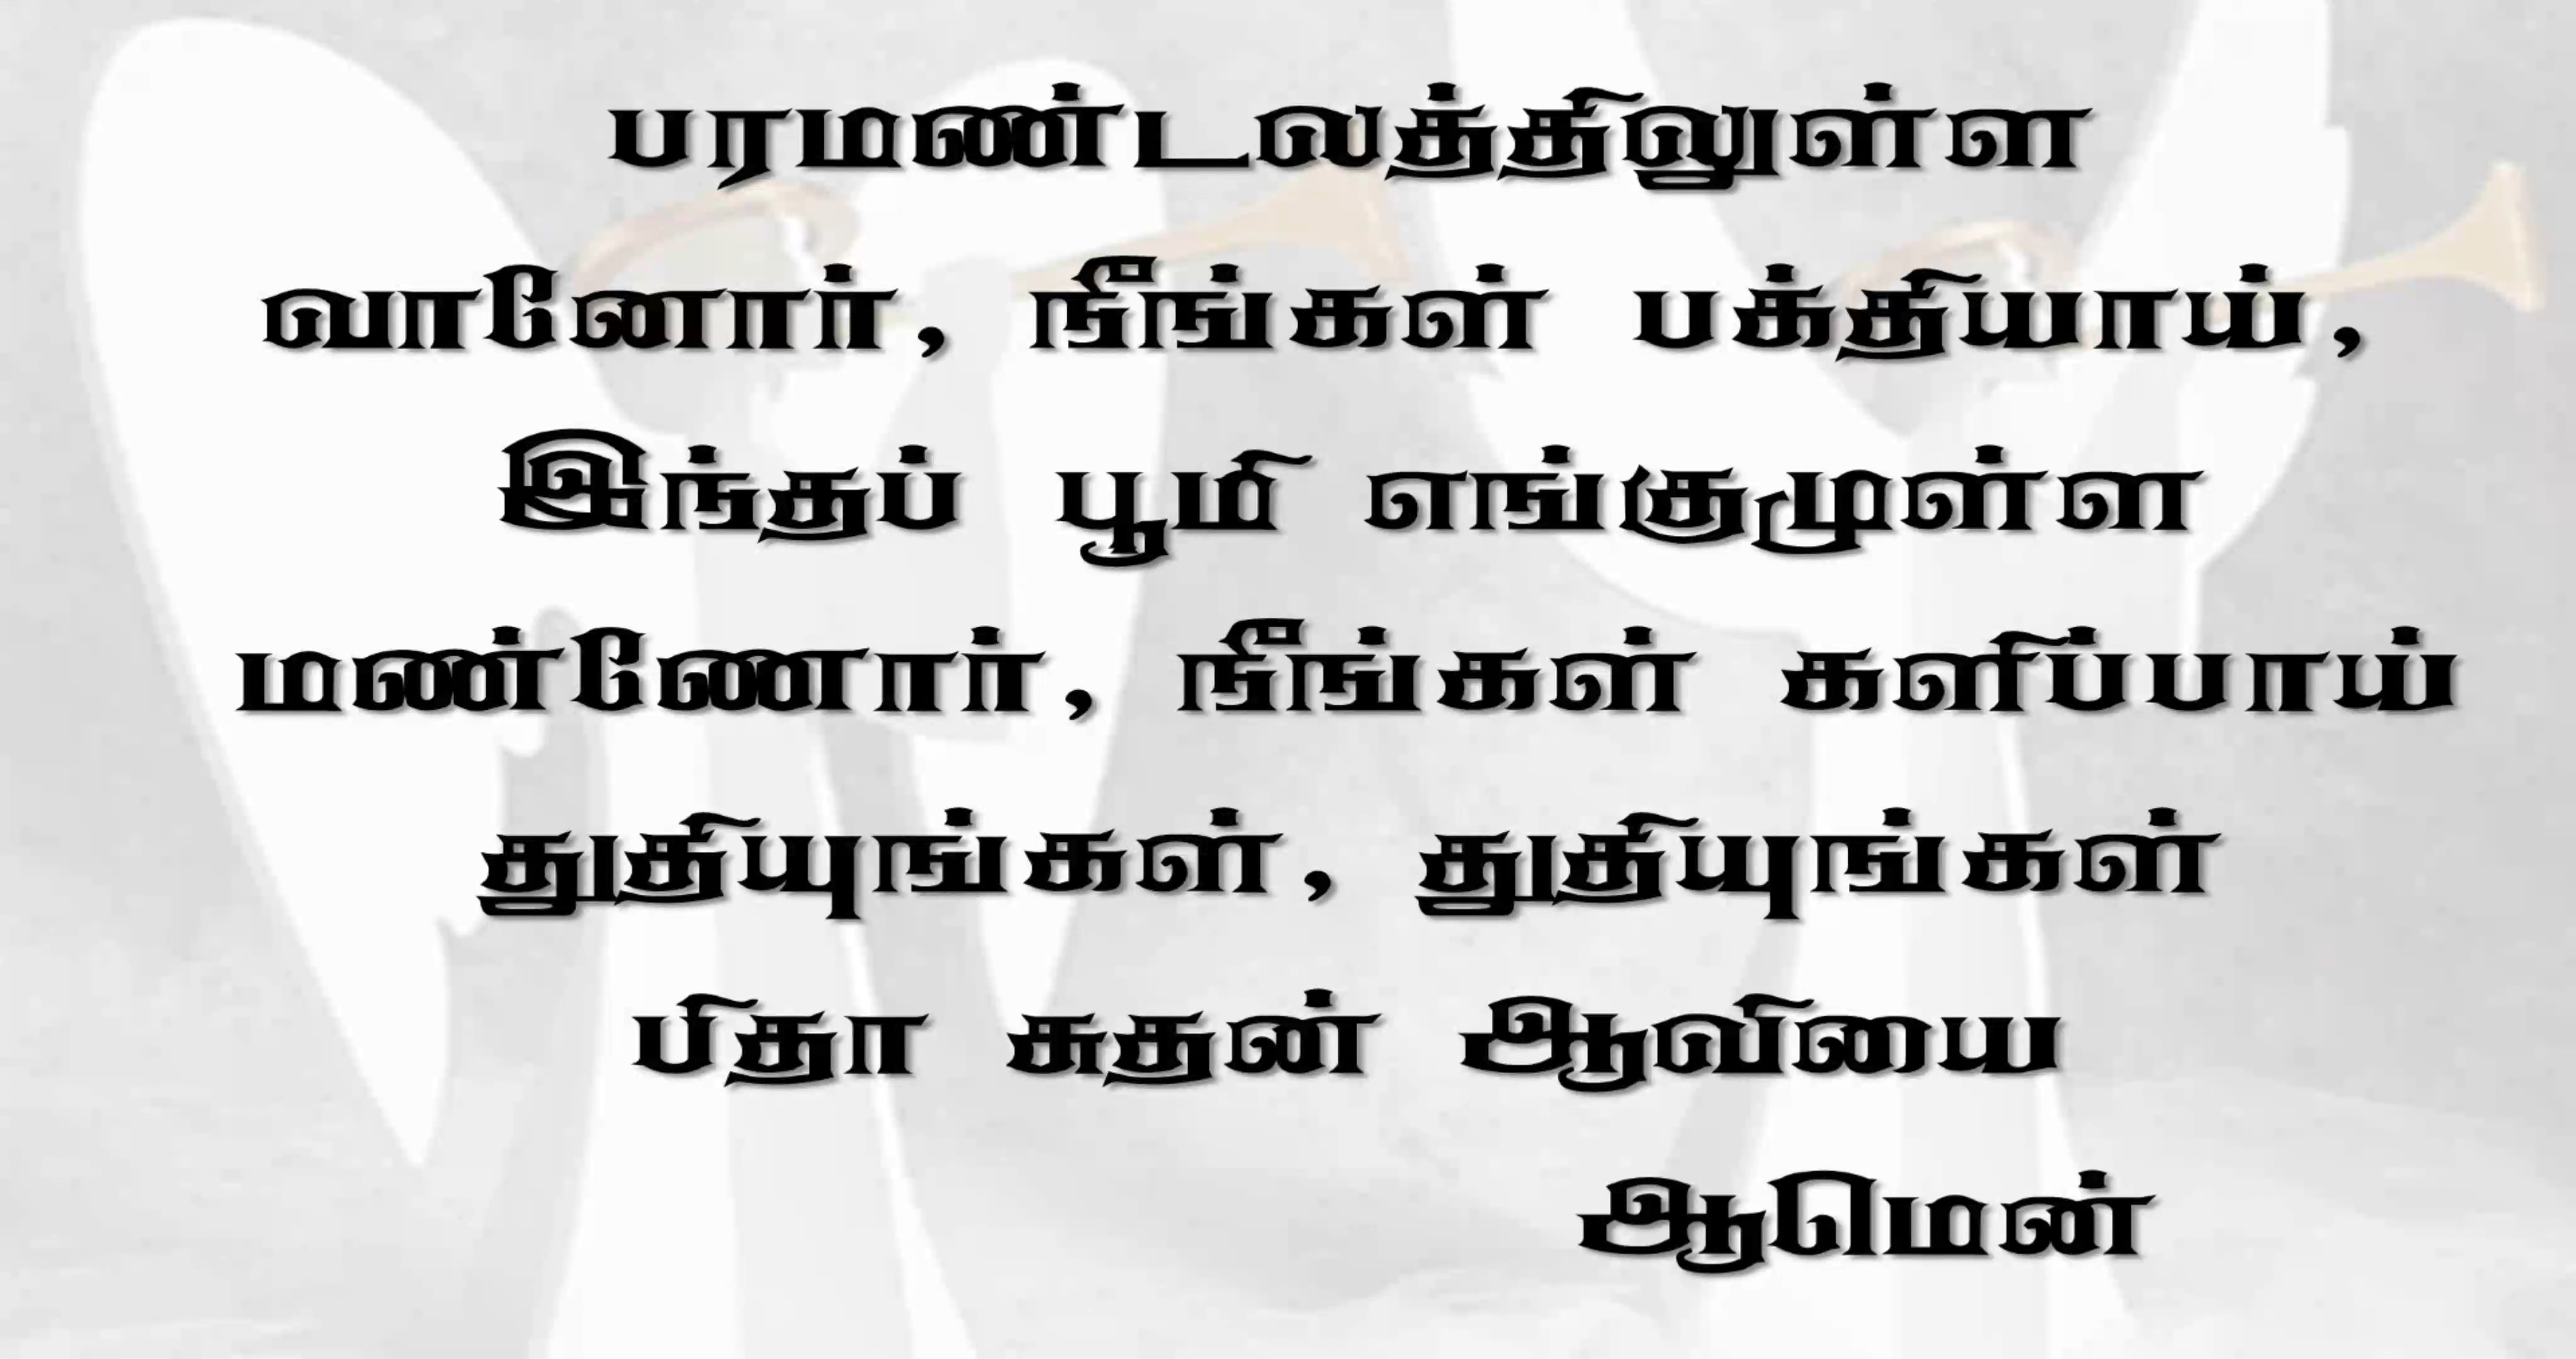 பரமண்டலத்திலுள்ள
வானோர், நீங்கள் பக்தியாய்,
இந்தப் பூமி எங்குமுள்ள
மண்ணோர், நீங்கள் களிப்பாய்
துதியுங்கள், துதியுங்கள்
பிதா சுதன் ஆவியை
ஆமென்